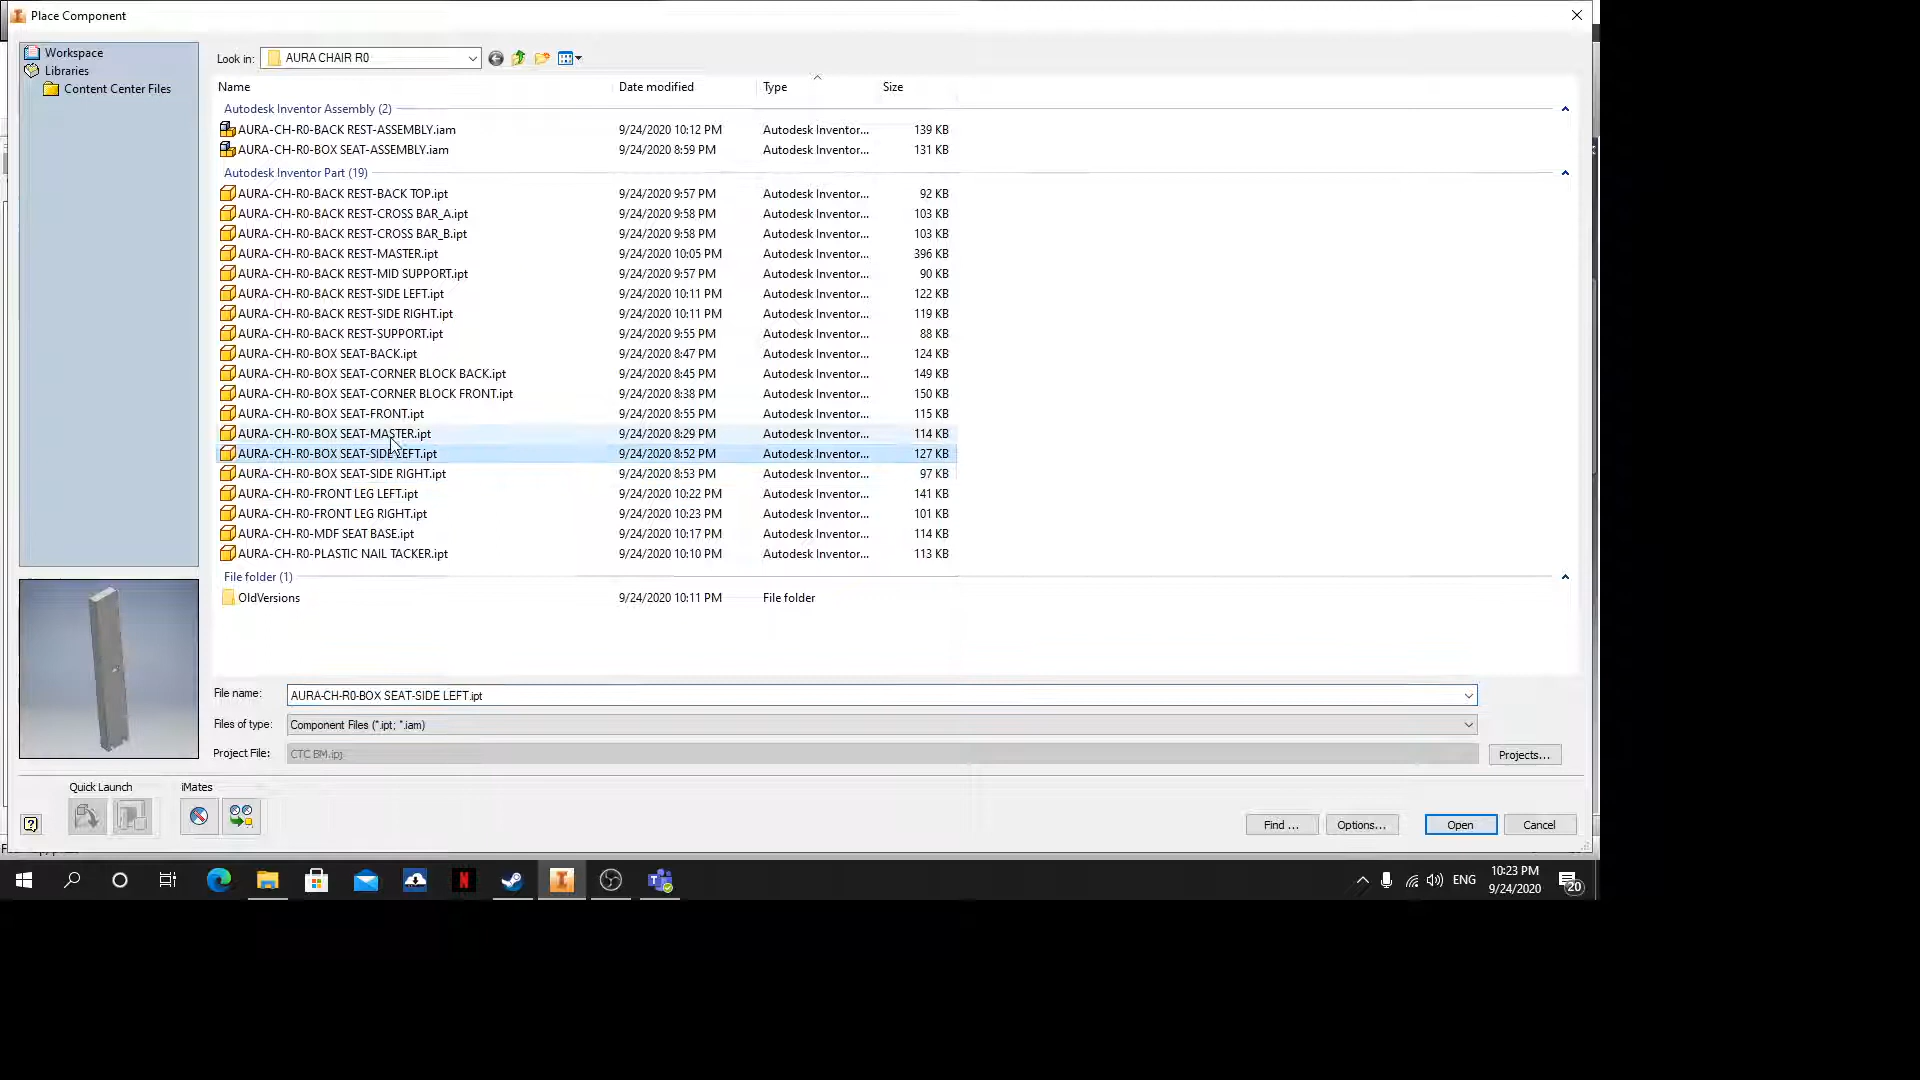 Place Component
Workspace
Libraries
Content Center Files
Look in: AURA CHAIR R0
Name Date modified Type Size
Autodesk Inventor Assembly (2)
AURA-CH-R0-BACK REST-ASSEMBLY.iam 9/24/2020 10:12 PM Autodesk Inventor... 139 KB
AURA-CH-R0-BOX SEAT-ASSEMBLY.iam 9/24/2020 8:59 PM Autodesk Inventor... 131 KB
Autodesk Inventor Part (19)
AURA-CH-R0-BACK REST-BACK TOP.ipt 9/24/2020 9:57 PM Autodesk Inventor... 92 KB
AURA-CH-R0-BACK REST-CROSS BAR_A.ipt 9/24/2020 9:58 PM Autodesk Inventor... 103 KB
AURA-CH-R0-BACK REST-CROSS BAR_B.ipt 9/24/2020 9:58 PM Autodesk Inventor... 103 KB
AURA-CH-R0-BACK REST-MASTER.ipt 9/24/2020 10:05 PM Autodesk Inventor... 396 KB
AURA-CH-R0-BACK REST-MID SUPPORT.ipt 9/24/2020 9:57 PM Autodesk Inventor... 90 KB
AURA-CH-R0-BACK REST-SIDE LEFT.ipt 9/24/2020 10:11 PM Autodesk Inventor... 122 KB
AURA-CH-R0-BACK REST-SIDE RIGHT.ipt 9/24/2020 10:11 PM Autodesk Inventor... 119 KB
AURA-CH-R0-BACK REST-SUPPORT.ipt 9/24/2020 9:55 PM Autodesk Inventor... 88 KB
AURA-CH-R0-BOX SEAT-BACK.ipt 9/24/2020 8:47 PM Autodesk Inventor... 124 KB
AURA-CH-R0-BOX SEAT-CORNER BLOCK BACK.ipt 9/24/2020 8:45 PM Autodesk Inventor... 149 KB
AURA-CH-R0-BOX SEAT-CORNER BLOCK FRONT.ipt 9/24/2020 8:38 PM Autodesk Inventor... 150 KB
AURA-CH-R0-BOX SEAT-FRONT.ipt 9/24/2020 8:55 PM Autodesk Inventor... 115 KB
AURA-CH-R0-BOX SEAT-MASTER.ipt 9/24/2020 8:29 PM Autodesk Inventor... 114 KB
AURA-CH-R0-BOX SEAT-SIDE LEFT.ipt 9/24/2020 8:52 PM Autodesk Inventor... 127 KB
AURA-CH-R0-BOX SEAT-SIDE RIGHT.ipt 9/24/2020 8:53 PM Autodesk Inventor... 97 KB
AURA-CH-R0-FRONT LEG LEFT.ipt 9/24/2020 10:22 PM Autodesk Inventor... 141 KB
AURA-CH-R0-FRONT LEG RIGHT.ipt 9/24/2020 10:23 PM Autodesk Inventor... 101 KB
AURA-CH-R0-MDF SEAT BASE.ipt 9/24/2020 10:17 PM Autodesk Inventor... 114 KB
AURA-CH-R0-PLASTIC NAIL TACKER.ipt 9/24/2020 10:10 PM Autodesk Inventor... 113 KB
File folder (1)
OldVersions 9/24/2020 10:11 PM File folder
File name: AURA-CH-R0-BOX SEAT-SIDE LEFT.ipt
Files of type: Component Files (*.ipt; *.iam)
Project File: CTC BM.ipj Projects...
Quick Launch iMates
Find ... Options... Open Cancel
ENG 10:23 PM
9/24/2020
20